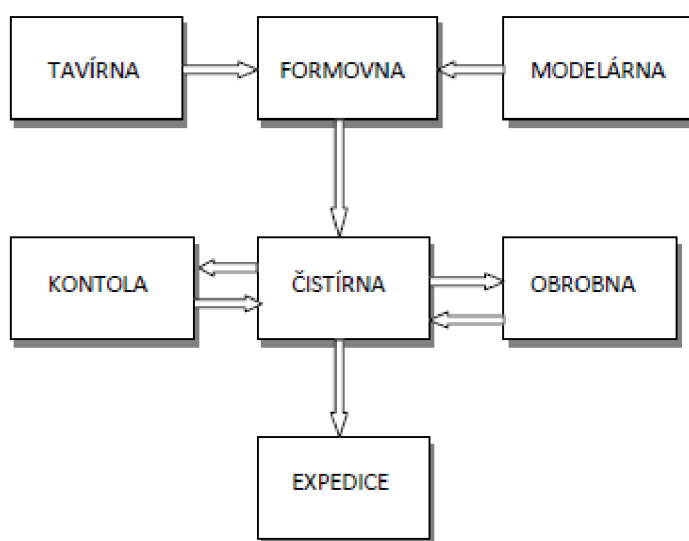 TAVÍRNA
FORMOVNA
MODELÁRNA
KONTOLA
ČISTÍRNA
OBROBNA
EXPEDICE